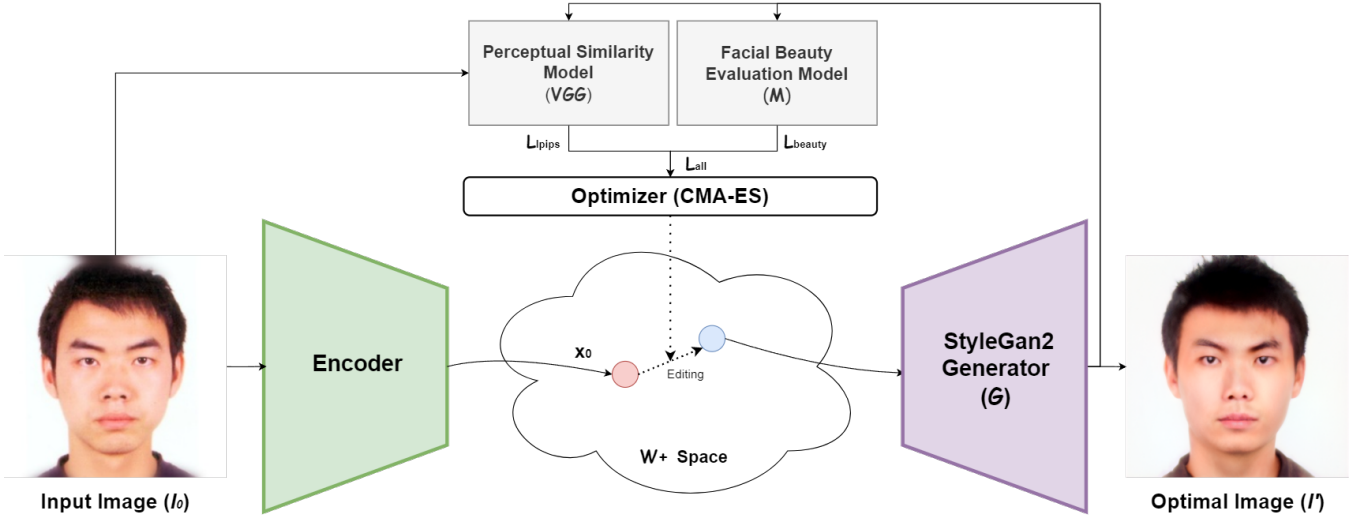 Perceptual Similarity
Model
(VGG)
Facial Beauty
Evaluation Model
(M)
Llpips
Lbeauty
Lall
Optimizer (CMA-ES)
Encoder
x0
Editing
W+ Space
StyleGan2
Generator
(G)
Input Image (I0)
Optimal Image (I')